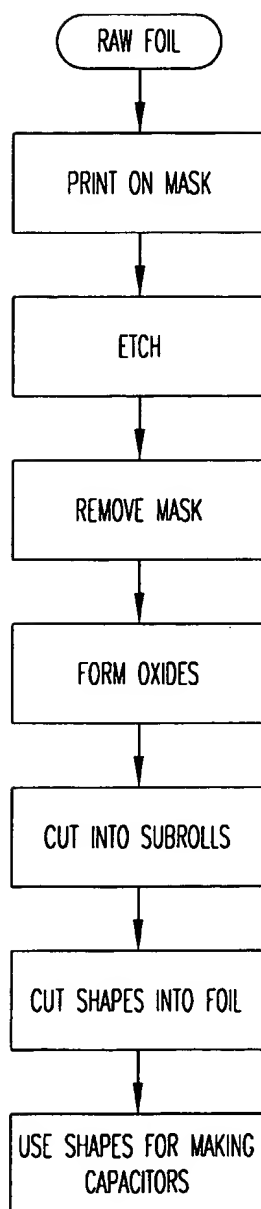 RAW FOIL
PRINT ON MASK
ETCH
REMOVE MASK
FORM OXIDES
CUT INTO SUBROLLS
CUT SHAPES INTO FOIL
USE SHAPES FOR MAKING
CAPACITORS